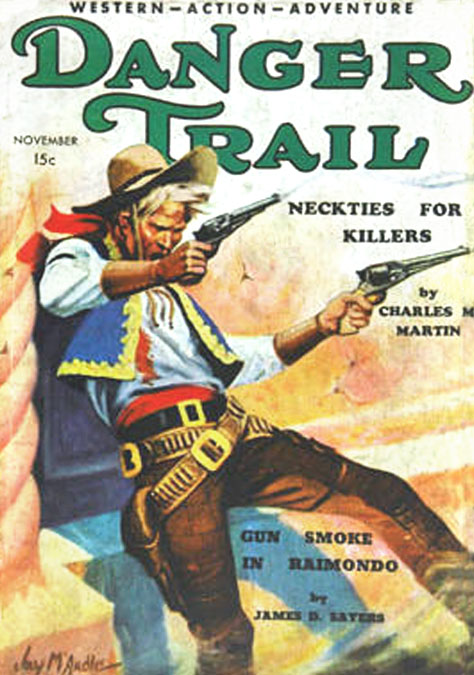 WESTERN-ACTION-ADVENTURE
DANGER
TRAIL
NOVEMBER
15c
NECKTIES FOR
KILLERS
by
CHARLES M
MARTIN
GUN SMOKE
IN RAIMONDO
by
JAMES D. SAYERS